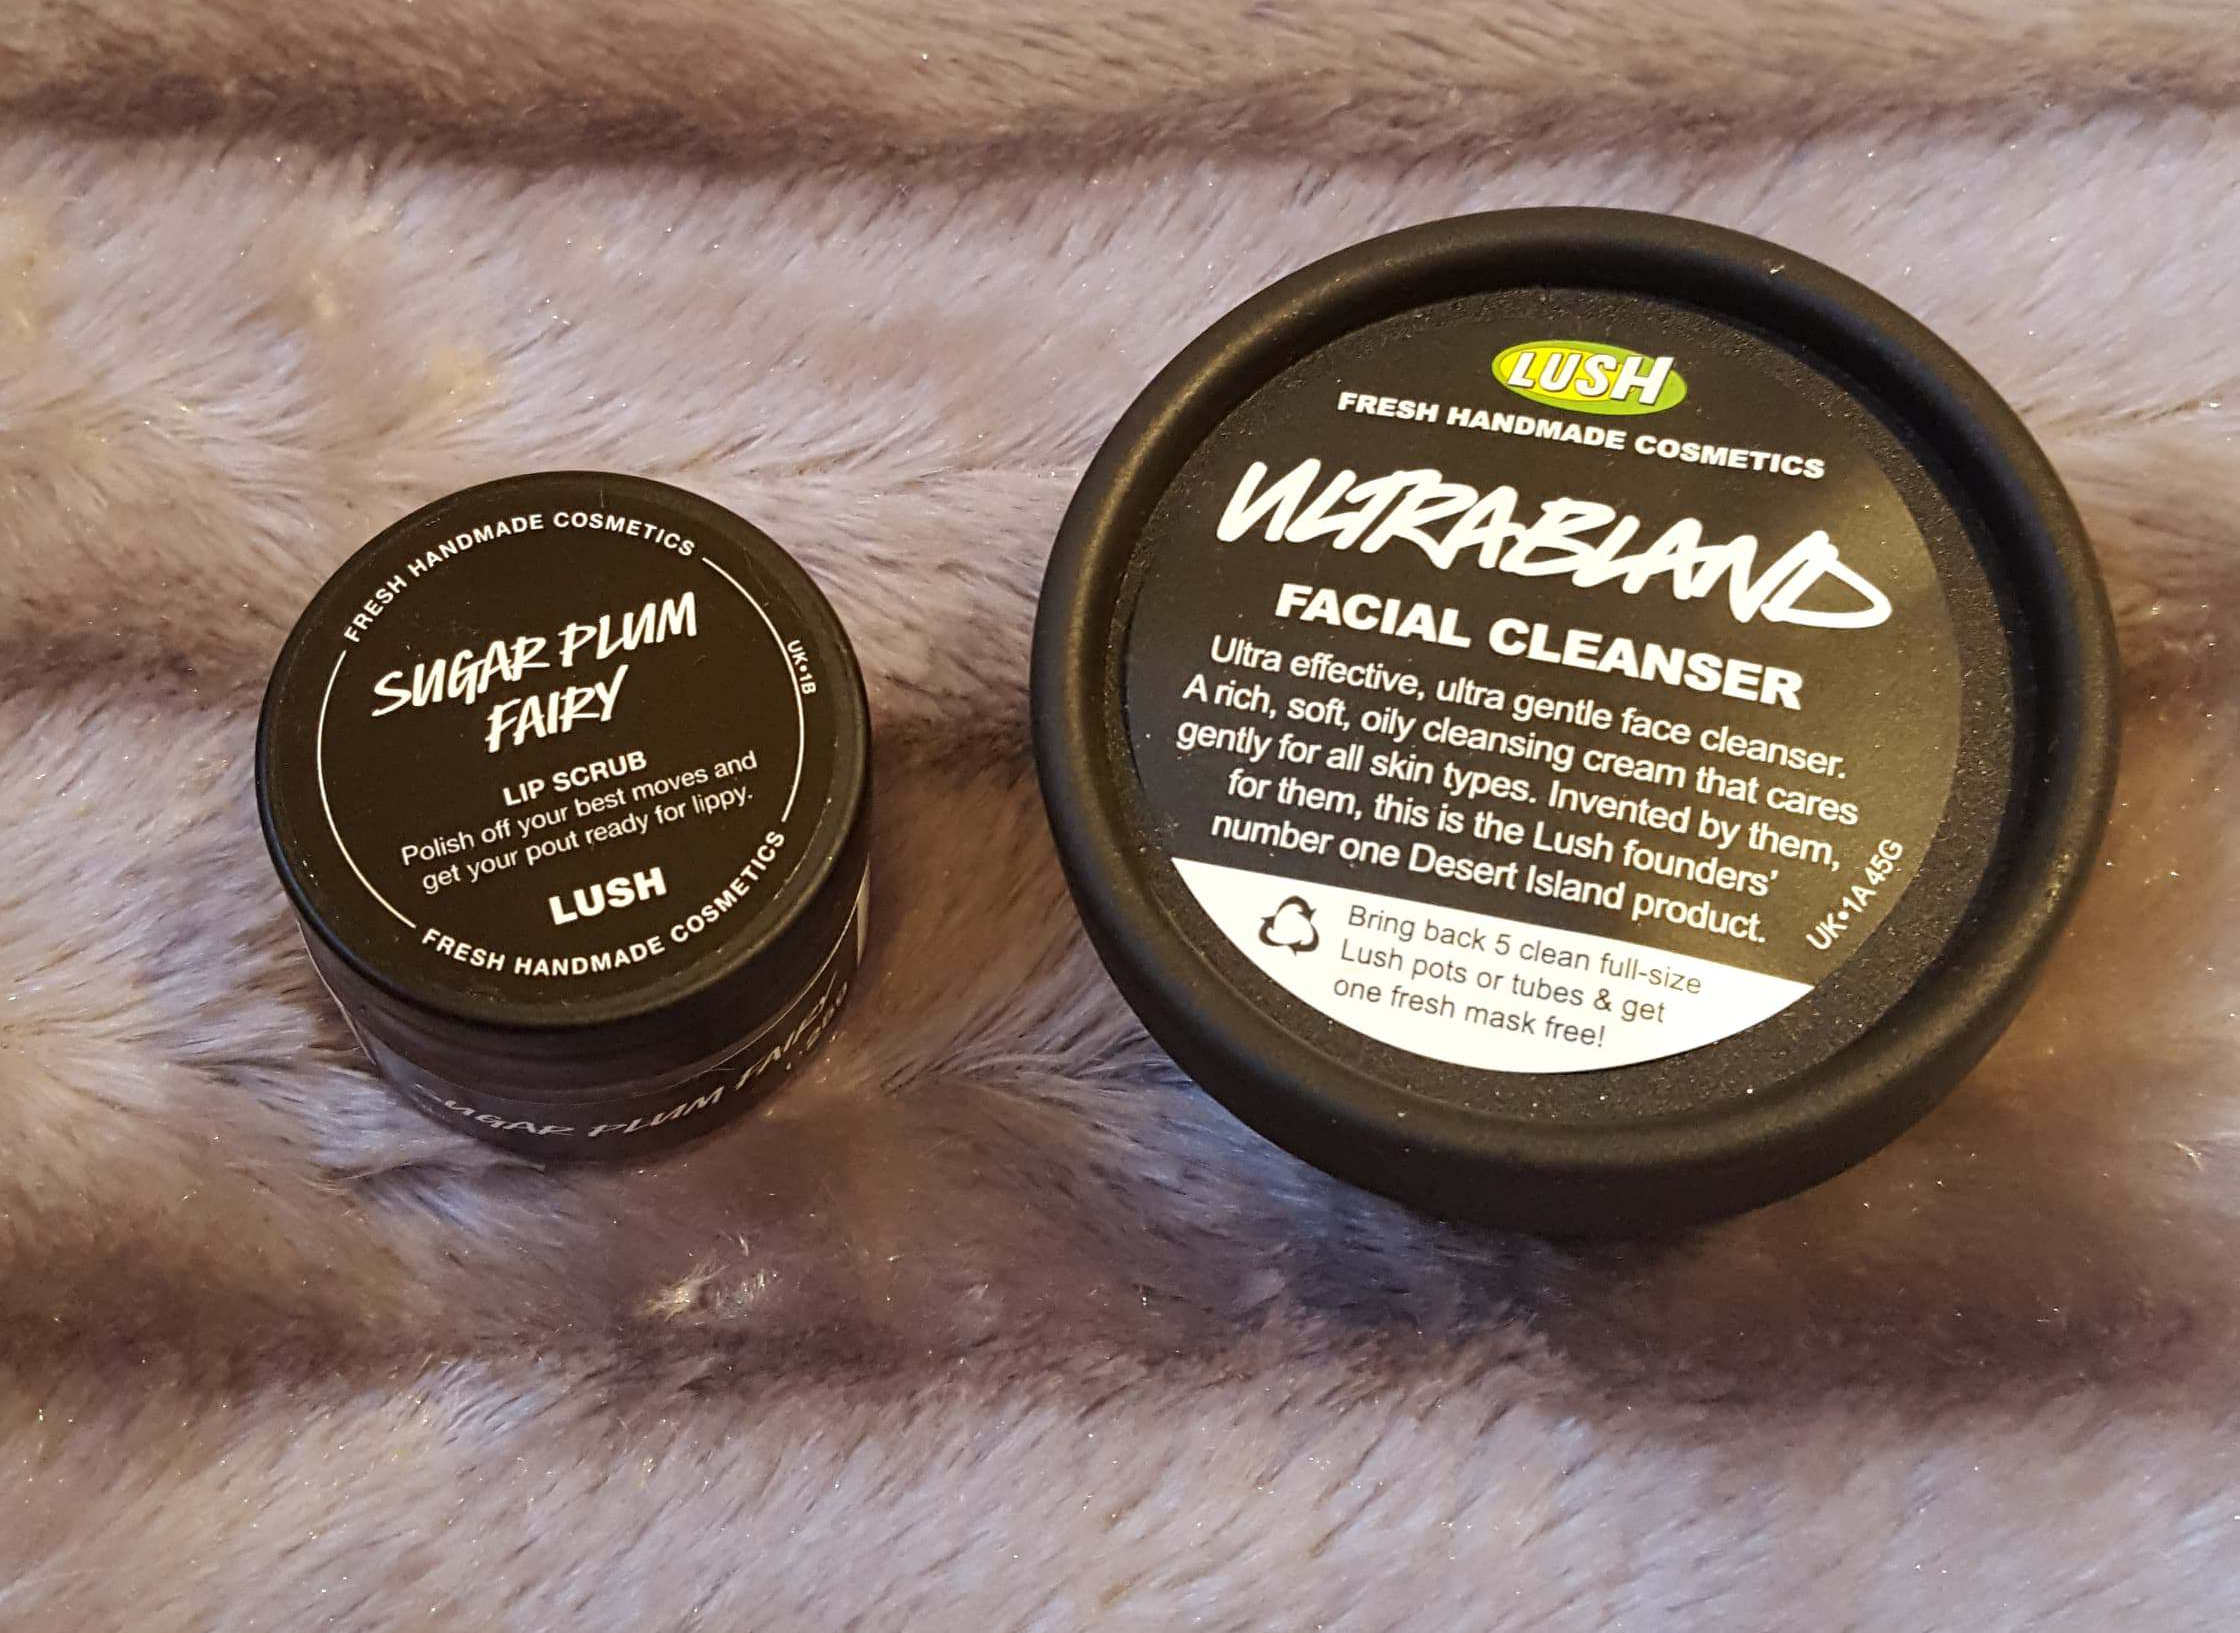 FRESH HANDMADE COSMETICS
SUGAR PLUM
FAIRY
LIP SCRUB
Polish off your best moves and
get your pout ready for lippy.
LUSH
FRESH HANDMADE COSMETICS
UK•1B
SUGAR PLUM FAIRY
LUSH
FRESH HANDMADE COSMETICS
ULTRABLAND
FACIAL CLEANSER
Ultra effective, ultra gentle face cleanser.
A rich, soft, oily cleansing cream that cares
gently for all skin types. Invented by them,
for them, this is the Lush founders'
number one Desert Island product.
UK•1A 45G
Bring back 5 clean full-size
Lush pots or tubes & get
one fresh mask free!